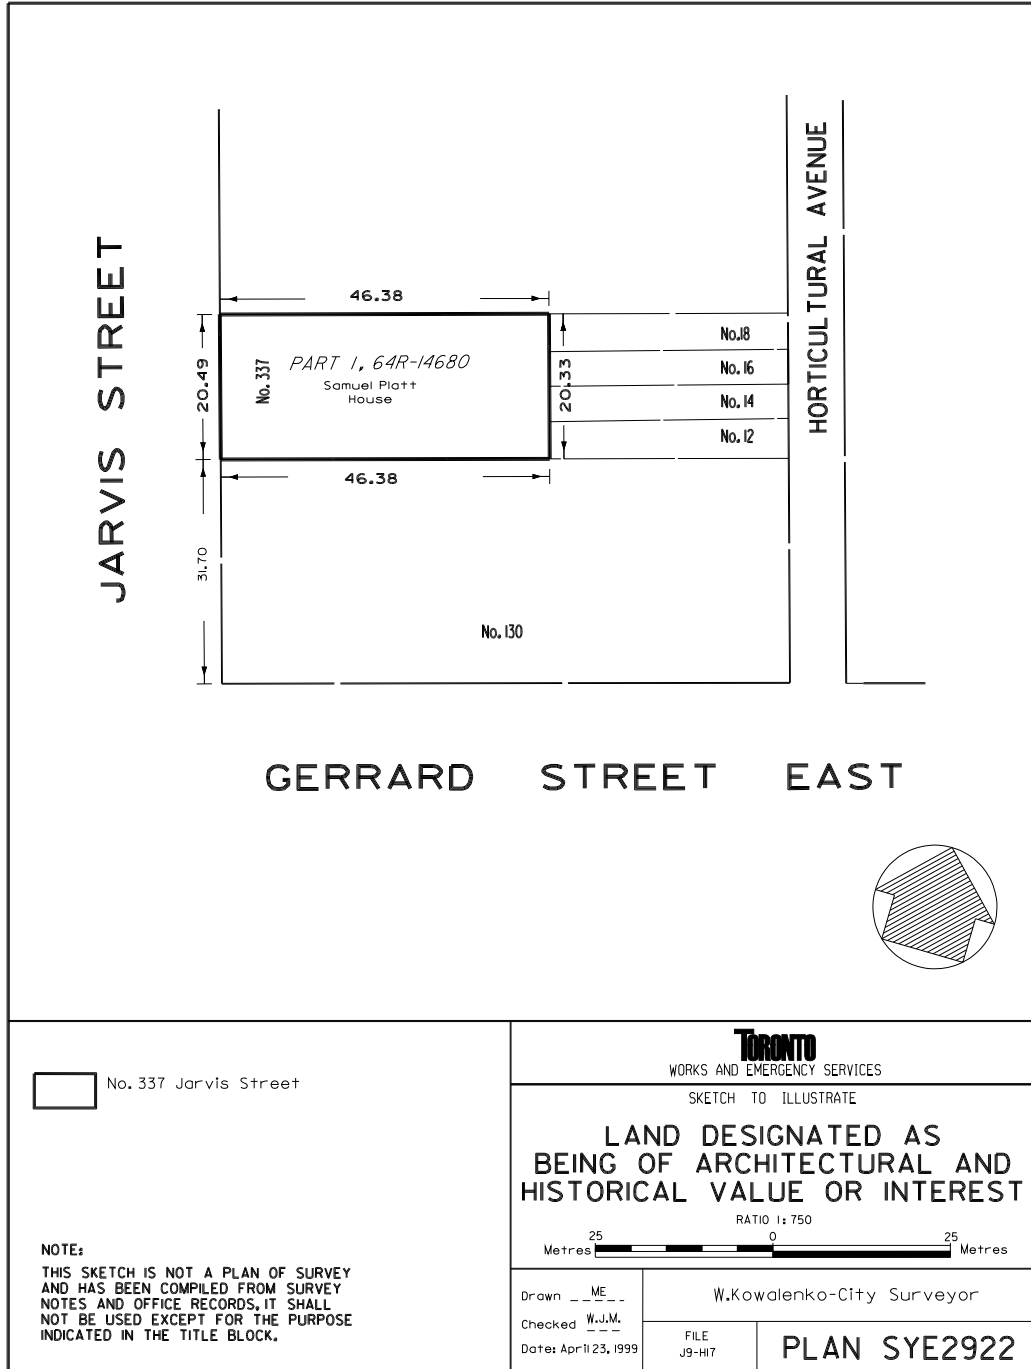 JARVIS STREET
HORTICULTURAL AVENUE
46.38
20.49
No. 337
PART 1, 64R-14680
Samuel Platt
House
20.33
No.18
No. 16
No. 14
No. 12
46.38
31.70
No. 130
GERRARD STREET EAST
No. 337 Jarvis Street
NOTE:
THIS SKETCH IS NOT A PLAN OF SURVEY
AND HAS BEEN COMPILED FROM SURVEY
NOTES AND OFFICE RECORDS, IT SHALL
NOT BE USED EXCEPT FOR THE PURPOSE
INDICATED IN THE TITLE BLOCK.
TORONTO
WORKS AND EMERGENCY SERVICES
SKETCH TO ILLUSTRATE
LAND DESIGNATED AS
BEING OF ARCHITECTURAL AND
HISTORICAL VALUE OR INTEREST
RATIO 1: 750
25 0 25
Metres Metres
Drawn ME
Checked W.J.M.
Date: April 23, 1999
W.Kowalenko-City Surveyor
FILE
J9-H17
PLAN SYE2922